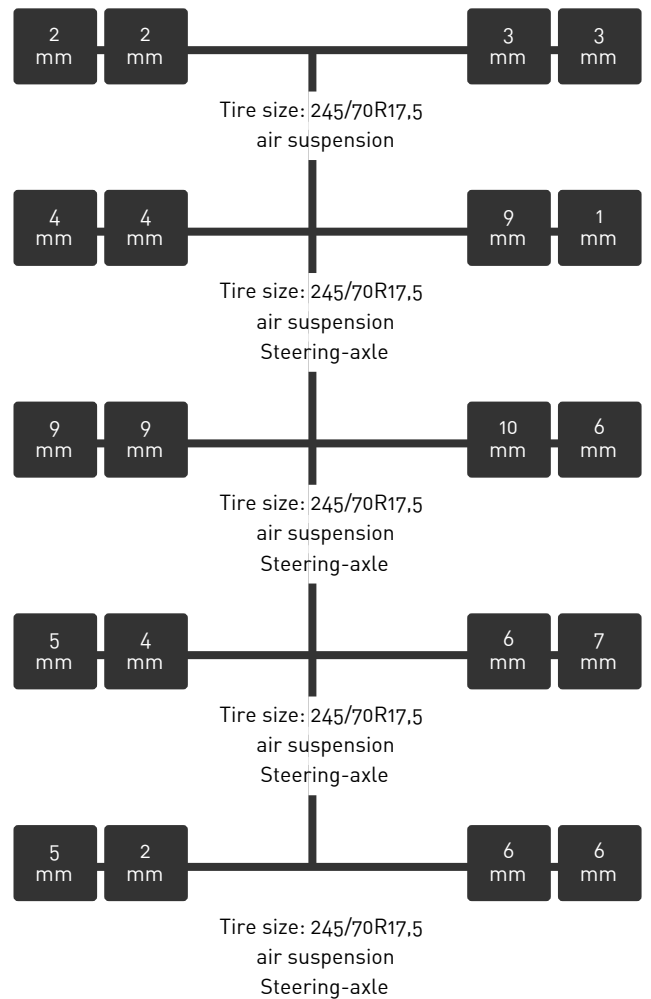 2 mm 2 mm 3 mm 3 mm
Tire size: 245/70R17,5
air suspension
4 mm 4 mm 9 mm 1 mm
Tire size: 245/70R17,5
air suspension
Steering-axle
9 mm 9 mm 10 mm 6 mm
Tire size: 245/70R17,5
air suspension
Steering-axle
5 mm 4 mm 6 mm 7 mm
Tire size: 245/70R17,5
air suspension
Steering-axle
5 mm 2 mm 6 mm 6 mm
Tire size: 245/70R17,5
air suspension
Steering-axle